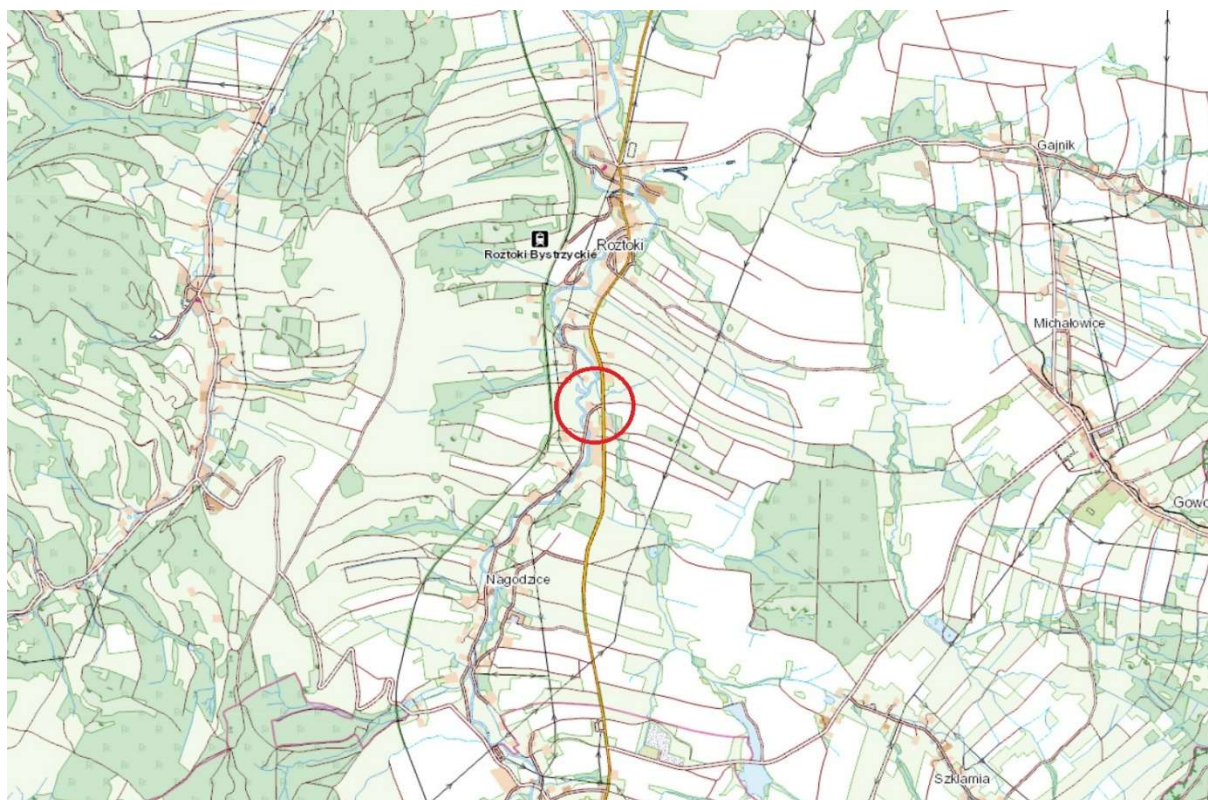 Gajnik
Roztoki
Roztoki Bystrzyckie
Michałowice
Gowo
Nagodzice
Szklarnia